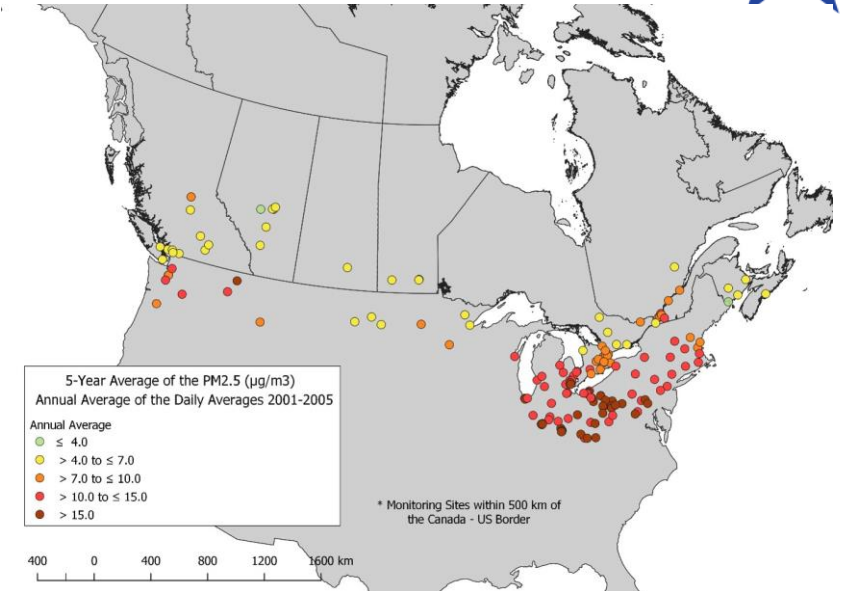 5-Year Average of the PM2.5 (µg/m3)
Annual Average of the Daily Averages 2001-2005
Annual Average
≤ 4.0
> 4.0 to ≤ 7.0
> 7.0 to ≤ 10.0
> 10.0 to ≤ 15.0
> 15.0
* Monitoring Sites within 500 km of
the Canada - US Border
400 0 400 800 1200 1600 km